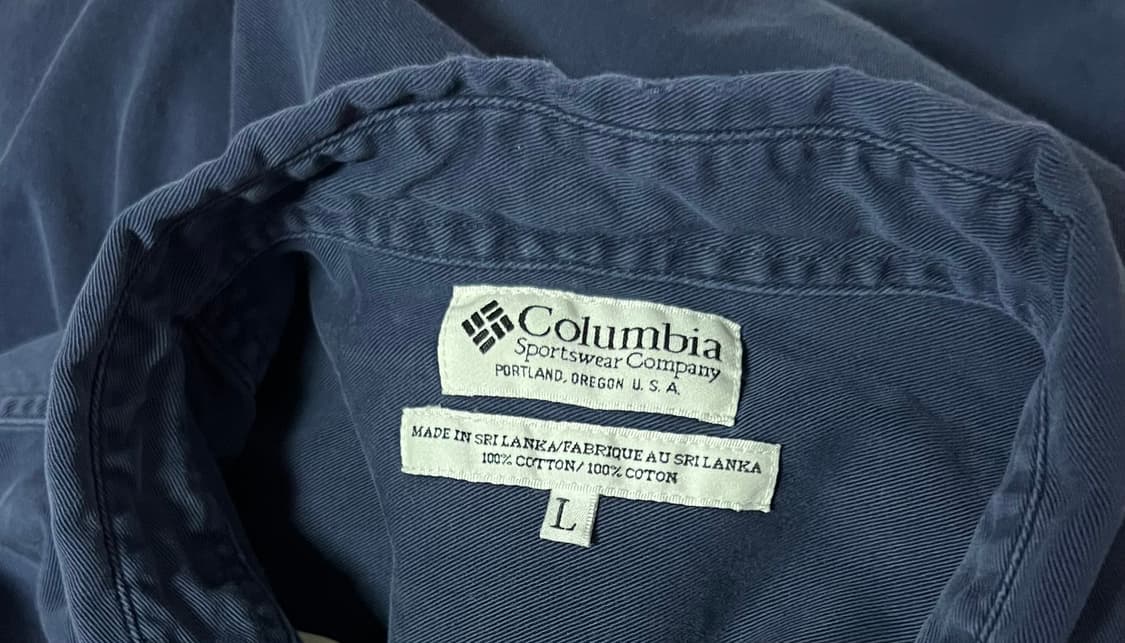 Columbia
Sportswear Company
PORTLAND, OREGON U. S. A.
MADE IN SRI LANKA/FABRIQUE AU SRI LANKA
100% COTTON/ 100% COTON
L